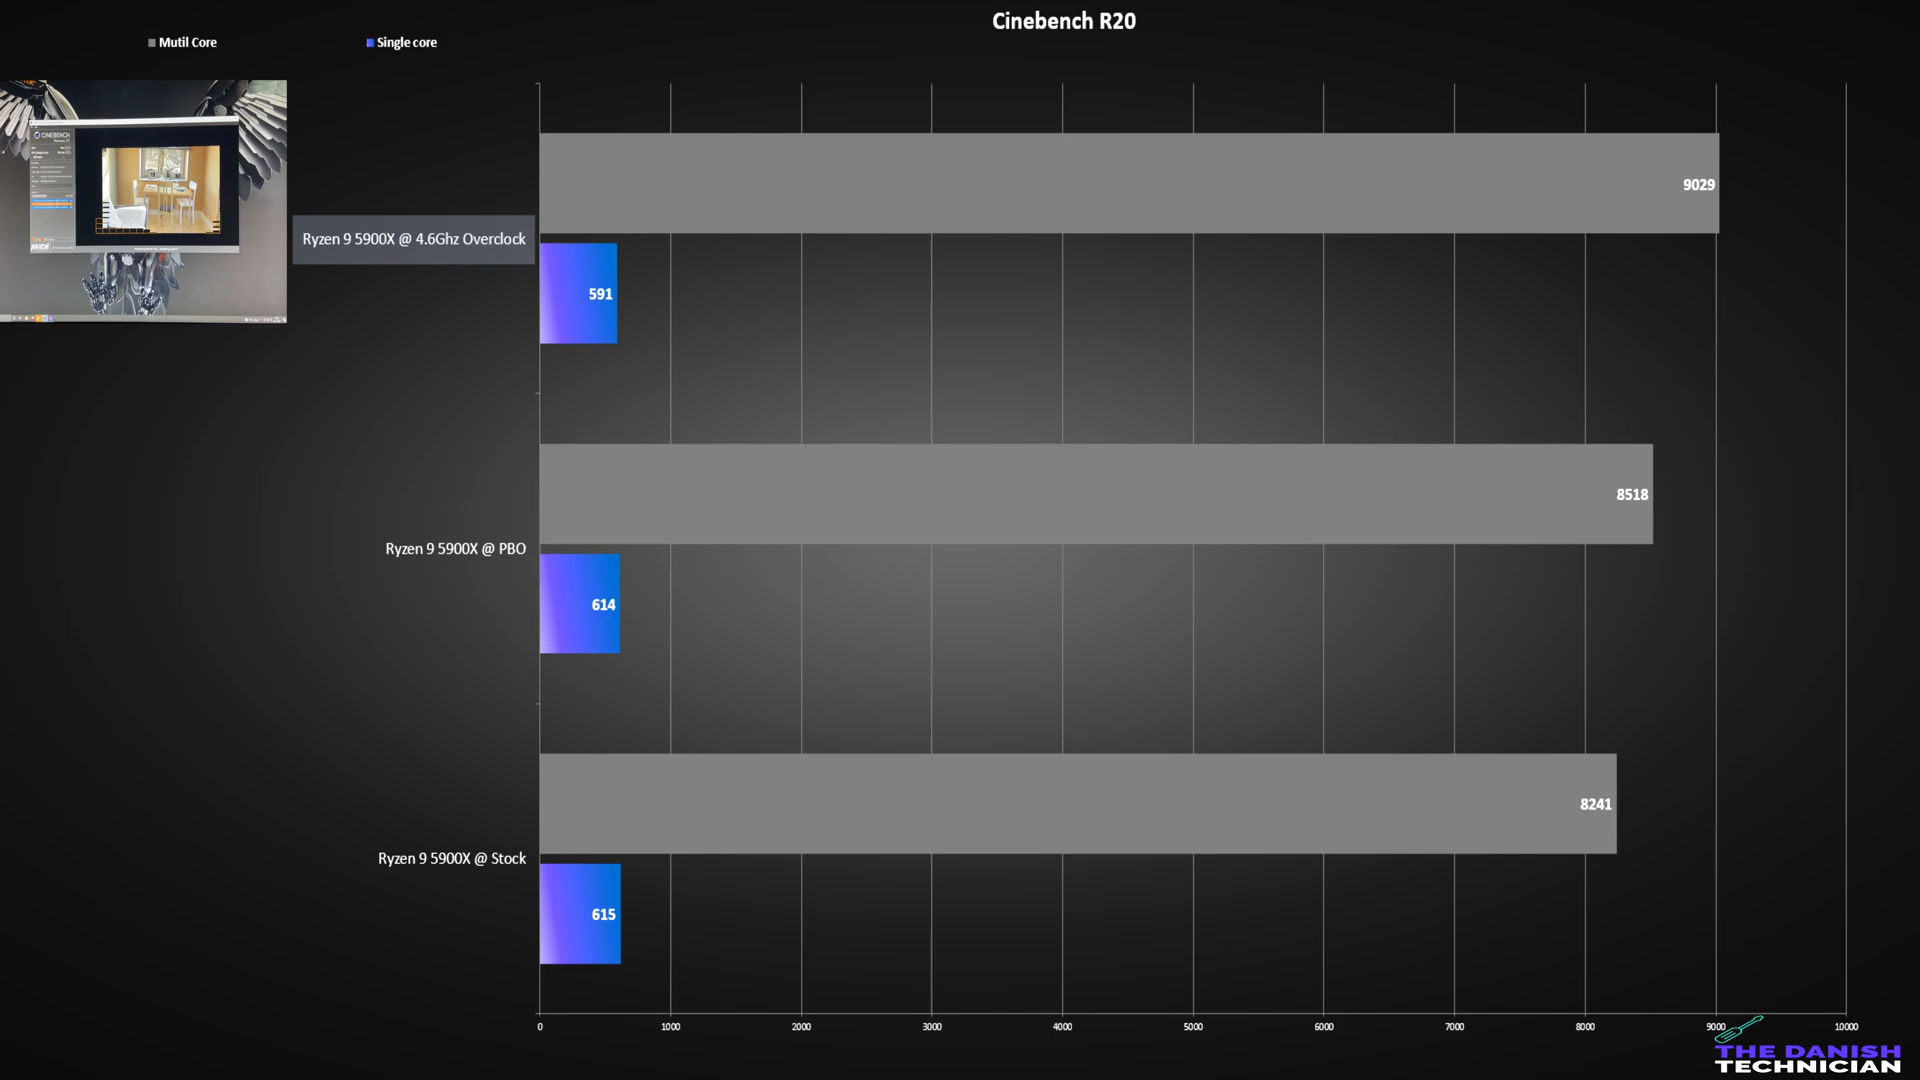 Cinebench R20
Mutil Core
Single core
CINEBENCH
MAXON
Ryzen 9 5900X @ 4.6Ghz Overclock
9029
591
Ryzen 9 5900X @ PBO
8518
614
Ryzen 9 5900X @ Stock
8241
615
0 1000 2000 3000 4000 5000 6000 7000 8000 9000 10000
THE DANISH
TECHNICIAN